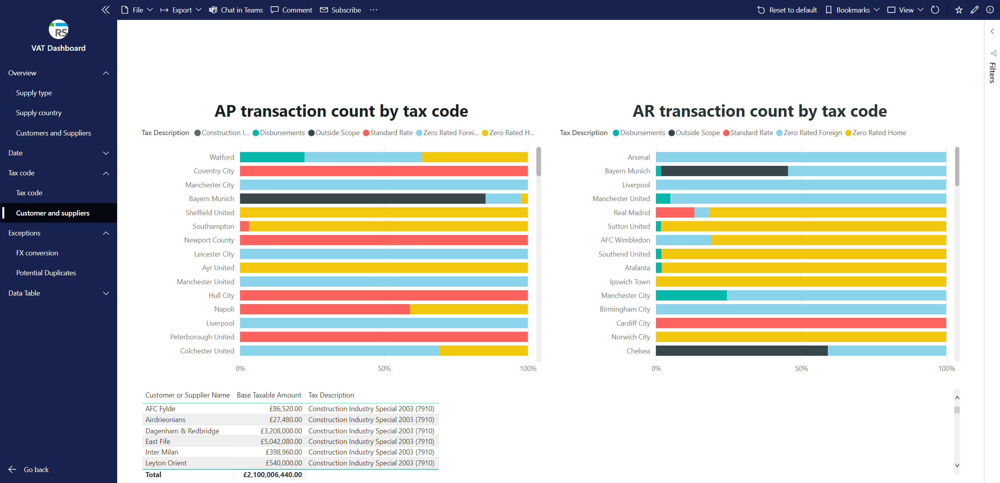 File Export Chat in Teams Comment Subscribe ...
Reset to default Bookmarks View
RS
VAT Dashboard
Overview
Supply type
Supply country
Customers and Suppliers
Date
Tax code
Tax code
Customer and suppliers
Exceptions
FX conversion
Potential Duplicates
Data Table
Go back
Filters
AP transaction count by tax code
Tax Description Construction I... Disbursements Outside Scope Standard Rate Zero Rated Forei... Zero Rated H...
Watford
Coventry City
Manchester City
Bayern Munich
Sheffield United
Southampton
Newport County
Leicester City
Ayr United
Manchester United
Hull City
Napoli
Liverpool
Peterborough United
Colchester United
0% 50% 100%
AR transaction count by tax code
Tax Description Disbursements Outside Scope Standard Rate Zero Rated Foreign Zero Rated Home
Arsenal
Bayern Munich
Liverpool
Manchester United
Real Madrid
Sutton United
AFC Wimbledon
Southend United
Atalanta
Ipswich Town
Manchester City
Birmingham City
Cardiff City
Norwich City
Chelsea
0% 50% 100%
Customer or Supplier Name Base Taxable Amount Tax Description
AFC Fylde £86,520.00 Construction Industry Special 2003 (7910)
Airdrieonians £27,480.00 Construction Industry Special 2003 (7910)
Dagenham & Redbridge £3,208,000.00 Construction Industry Special 2003 (7910)
East Fife £5,042,080.00 Construction Industry Special 2003 (7910)
Inter Milan £398,960.00 Construction Industry Special 2003 (7910)
Leyton Orient £540,000.00 Construction Industry Special 2003 (7910)
Total £2,100,006,440.00